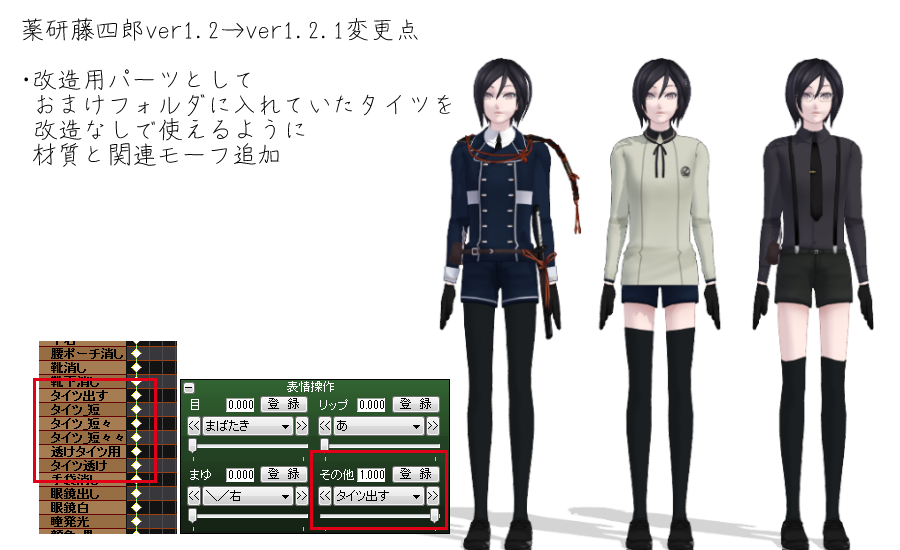 薬研藤四郎ver1.2→ver1.2.1変更点
・改造用パーツとして
おまけフォルダに入れていたタイツを
改造なしで使えるように
材質と関連モーフ追加
腰ポーチ消し
靴消し
靴下消し
タイツ出す
タイツ_短
タイツ_短々
タイツ_短々々
透けタイツ用
タイツ透け
手袋消し
眼鏡出し
眼鏡白
瞳発光
表情操作
目 0.000 登 録 リップ 0.000 登 録
<< まばたき >> << あ >>
まゆ 0.000 登 録 その他 1.000 登 録
<< ＼／右 >> << タイツ出す >>